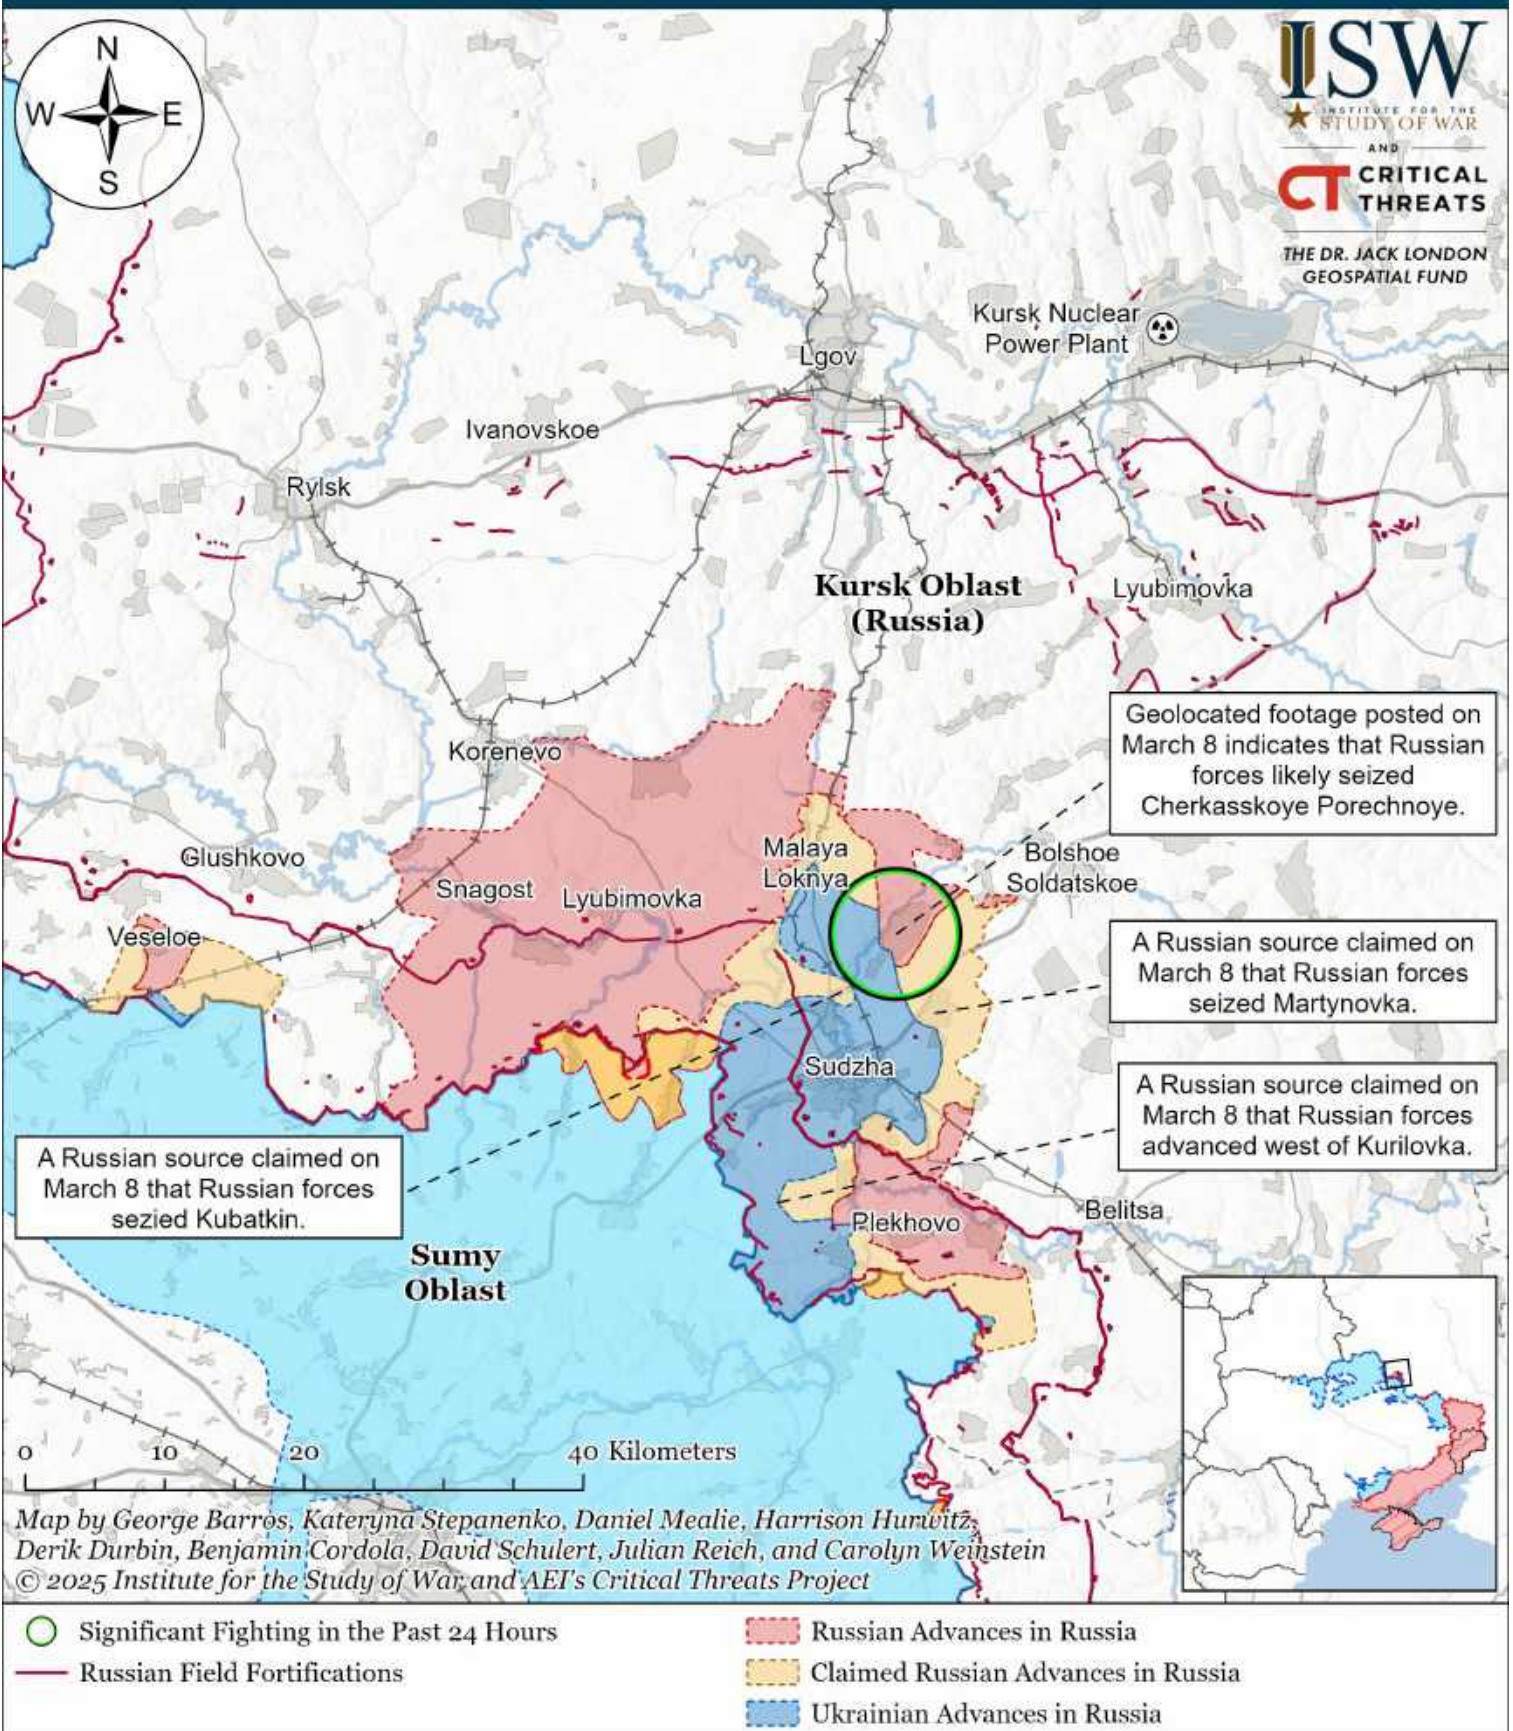 N
W
E
S
ISW
INSTITUTE FOR THE
STUDY OF WAR
AND
CT CRITICAL
THREATS
THE DR. JACK LONDON
GEOSPATIAL FUND
Kursk Nuclear
Power Plant
Lgov
Ivanovskoe
Rylsk
Kursk Oblast
(Russia)
Lyubimovka
Geolocated footage posted on
March 8 indicates that Russian
forces likely seized
Cherkasskoye Porechnoye.
Korenevo
Malaya
Loknya
Bolshoe
Soldatskoe
Glushkovo
Snagost
Lyubimovka
Veseloe
A Russian source claimed on
March 8 that Russian forces
seized Martynovka.
Sudzha
A Russian source claimed on
March 8 that Russian forces
advanced west of Kurilovka.
A Russian source claimed on
March 8 that Russian forces
sezied Kubatkin.
Belitsa
Plekhovo
Sumy
Oblast
0 10 20 40 Kilometers
Map by George Barros, Kateryna Stepanenko, Daniel Mealie, Harrison Hurwitz,
Derik Durbin, Benjamin Cordola, David Schulert, Julian Reich, and Carolyn Weinstein
© 2025 Institute for the Study of War and AEI's Critical Threats Project
Significant Fighting in the Past 24 Hours
Russian Field Fortifications
Russian Advances in Russia
Claimed Russian Advances in Russia
Ukrainian Advances in Russia